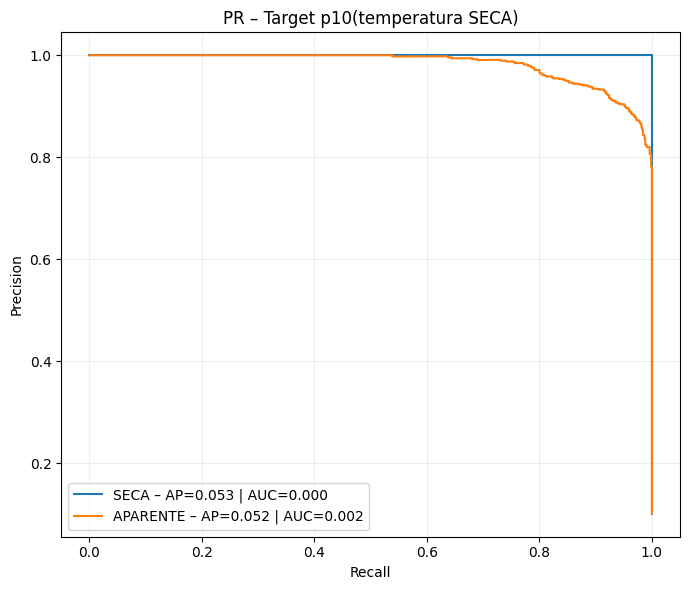 PR – Target p10(temperatura SECA)
1.0
0.8
0.6
0.4
0.2
Precision
SECA – AP=0.053 | AUC=0.000
APARENTE – AP=0.052 | AUC=0.002
0.0 0.2 0.4 0.6 0.8 1.0
Recall